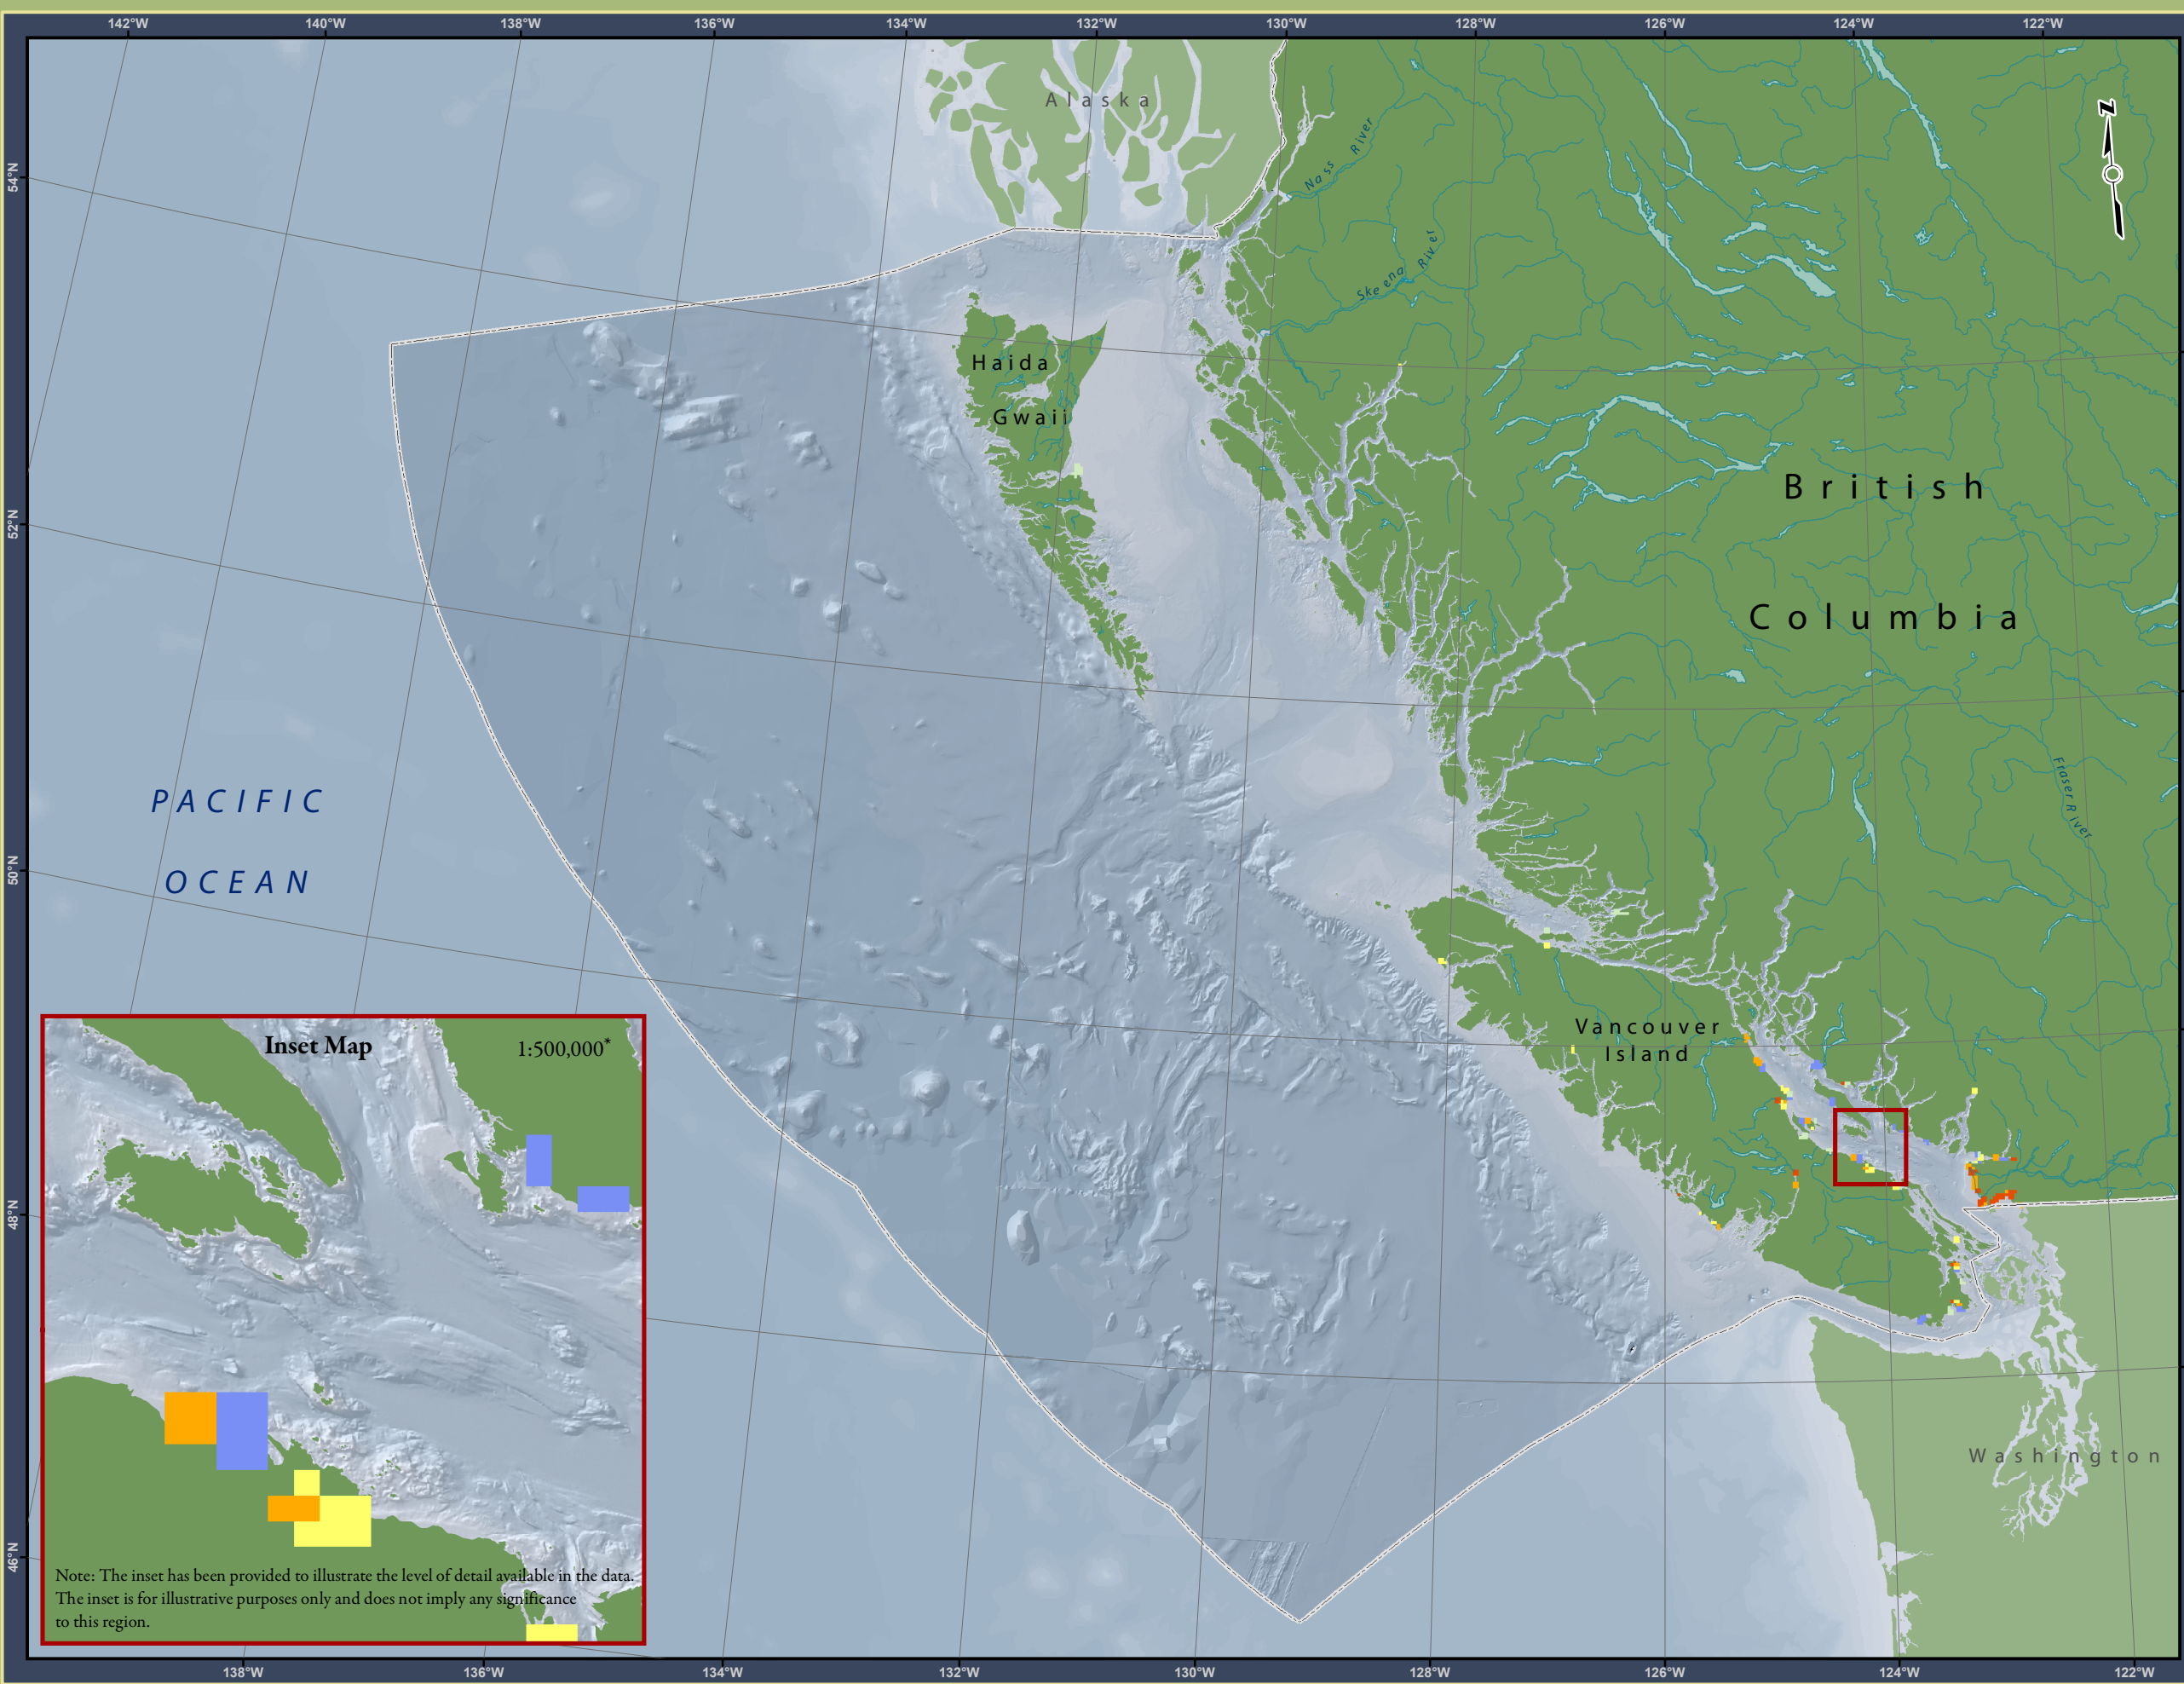 142°W 140°W 138°W 136°W 134°W 132°W 130°W 128°W 126°W 124°W 122°W
Alaska
N
54°N
Nass River
Skeena River
Haida
Gwaii
British
52°N
Columbia
PACIFIC
Fraser River
50°N
OCEAN
Vancouver
Island
Inset Map
1:500,000*
48°N
Washington
46°N
Note: The inset has been provided to illustrate the level of detail available in the data.
The inset is for illustrative purposes only and does not imply any significance
to this region.
138°W 136°W 134°W 132°W 130°W 128°W 126°W 124°W 122°W